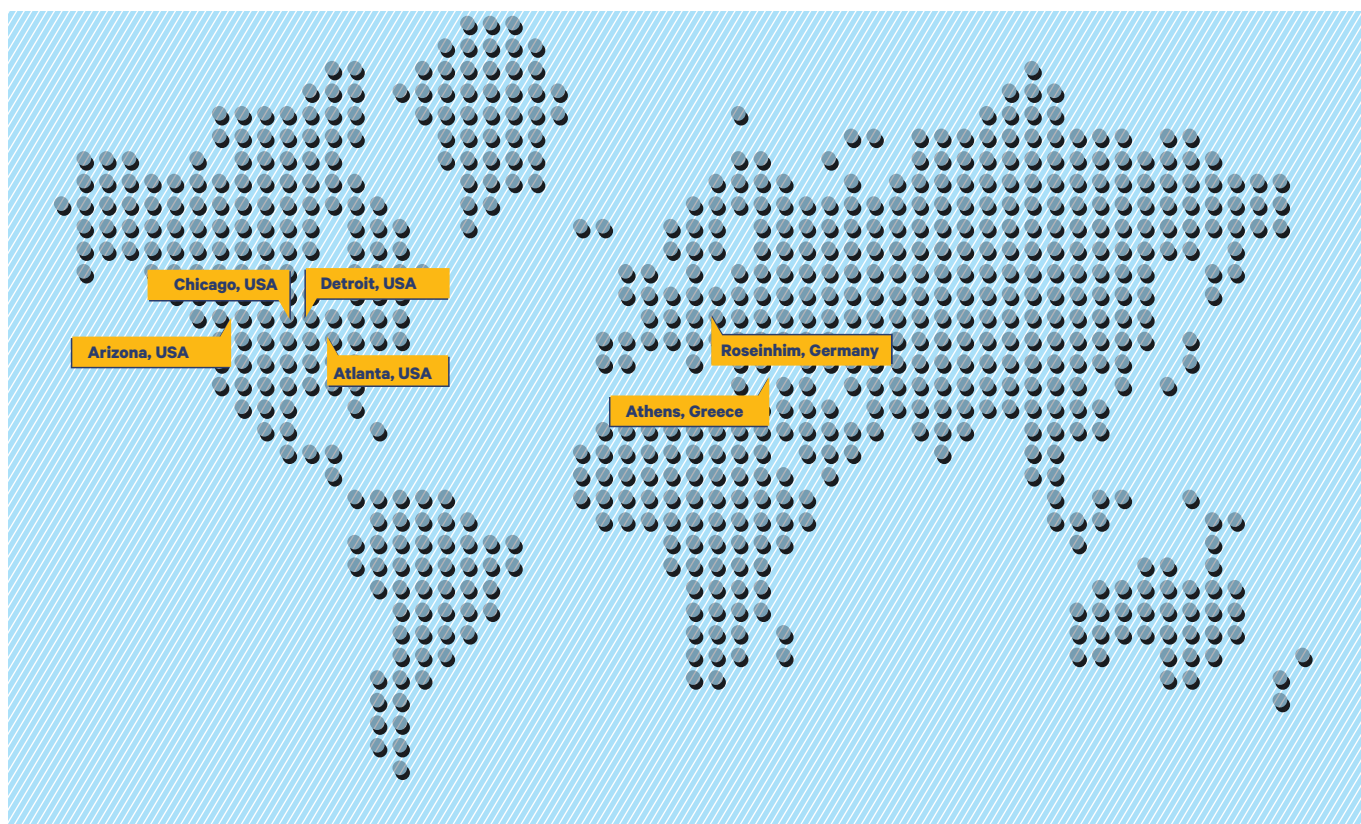 Chicago, USA
Detroit, USA
Arizona, USA
Atlanta, USA
Roseinhim, Germany
Athens, Greece